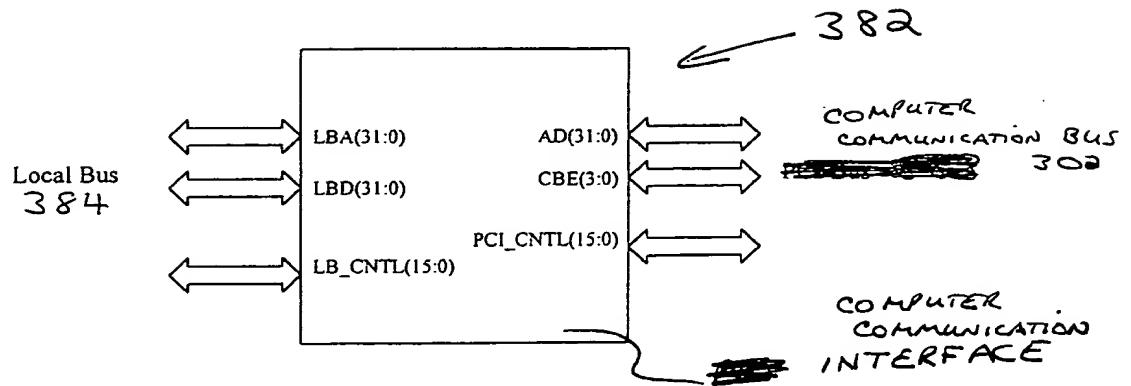 382
LBA(31:0)
AD(31:0)
COMPUTER
COMMUNICATION BUS
302
Local Bus
384
LBD(31:0)
CBE(3:0)
PCI_CNTL(15:0)
LB_CNTL(15:0)
COMPUTER
COMMUNICATION
INTERFACE